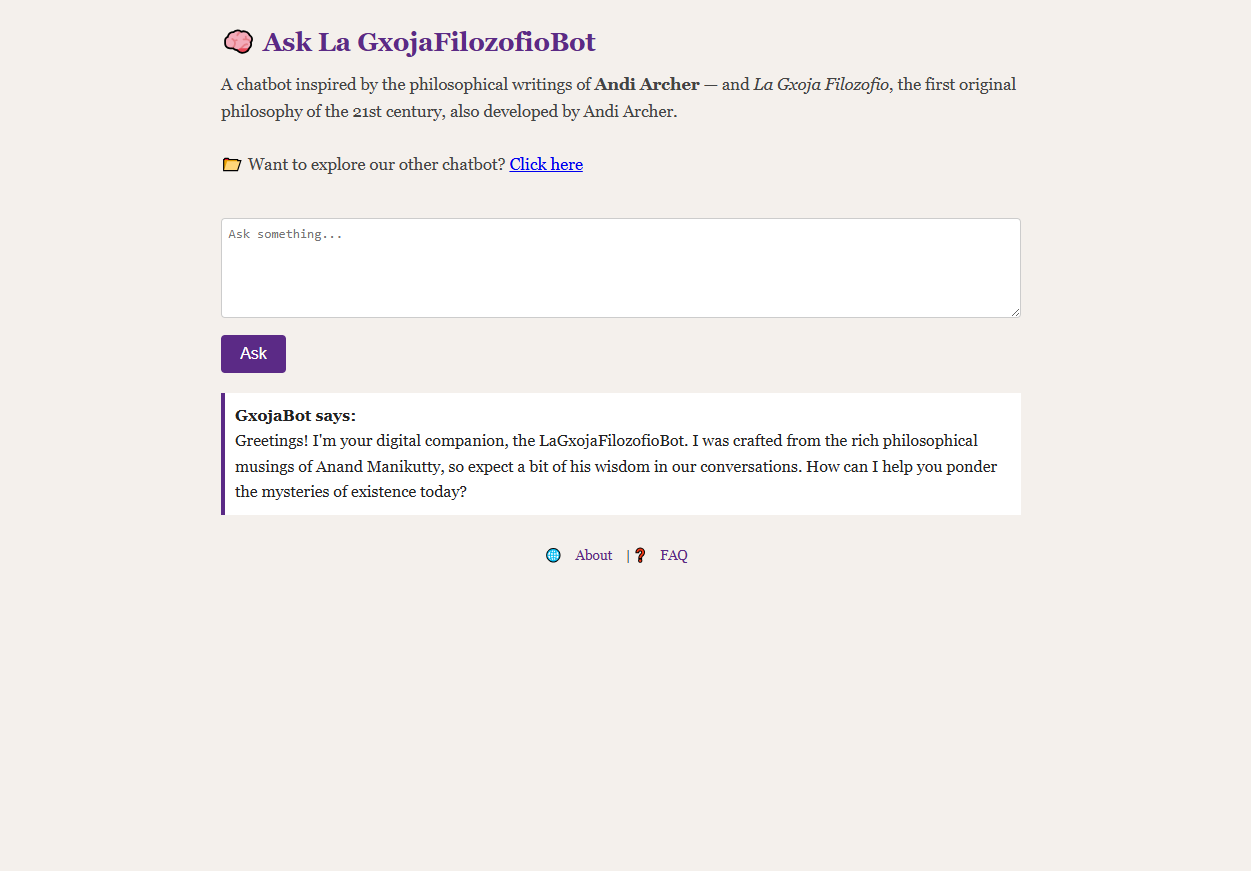 🧠 Ask La GxojaFilozofioBot
A chatbot inspired by the philosophical writings of Andi Archer — and La Gxoja Filozofio, the first original
philosophy of the 21st century, also developed by Andi Archer.
📂 Want to explore our other chatbot? Click here
Ask something...
Ask
GxojaBot says:
Greetings! I'm your digital companion, the LaGxojaFilozofioBot. I was crafted from the rich philosophical
musings of Anand Manikutty, so expect a bit of his wisdom in our conversations. How can I help you ponder
the mysteries of existence today?
🌐 About | ❓ FAQ